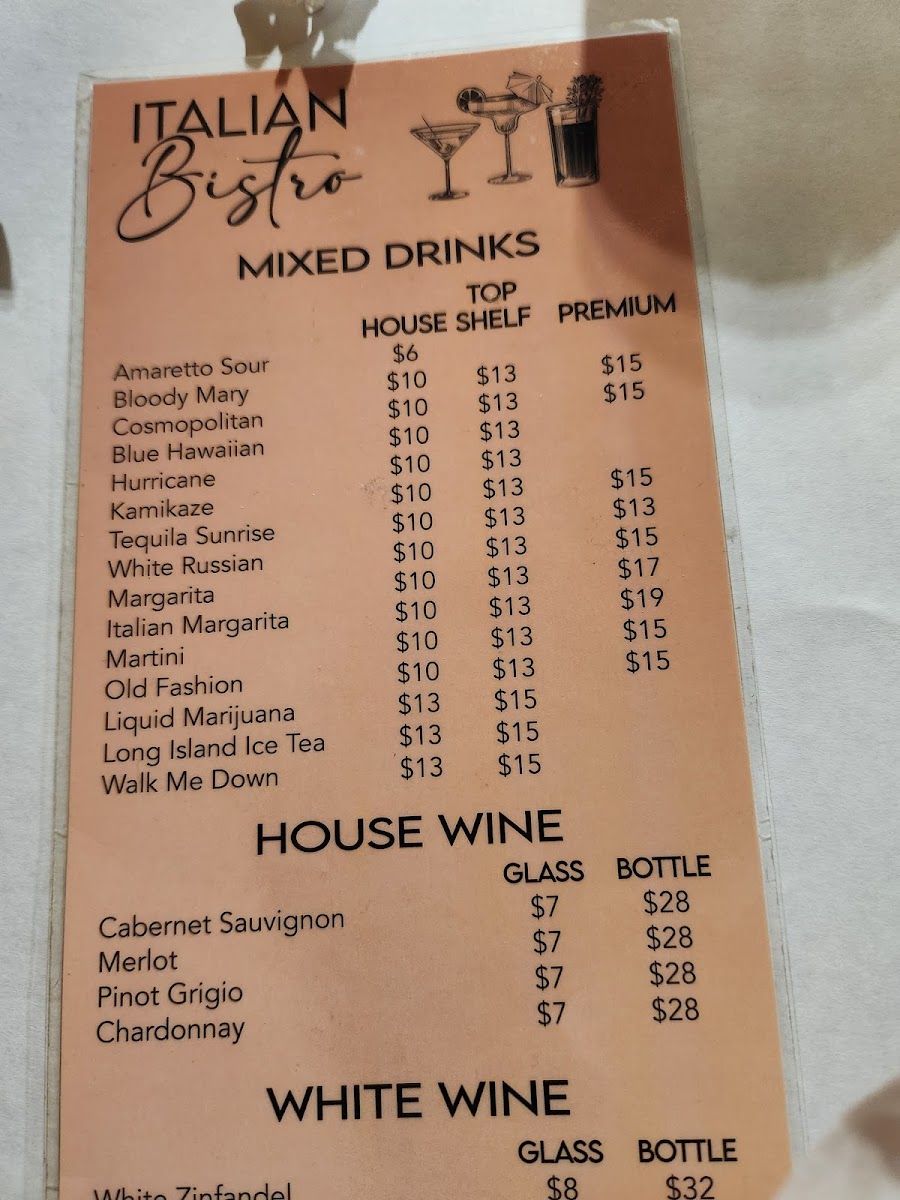 ITALIAN
Bistro
MIXED DRINKS
HOUSE TOP SHELF PREMIUM
Amaretto Sour $6
Bloody Mary $10 $13 $15
Cosmopolitan $10 $13 $15
Blue Hawaiian $10 $13
Hurricane $10 $13
Kamikaze $10 $13 $15
Tequila Sunrise $10 $13 $13
White Russian $10 $13 $15
Margarita $10 $13 $17
Italian Margarita $10 $13 $19
Martini $10 $13 $15
Old Fashion $10 $13 $15
Liquid Marijuana $13 $15
Long Island Ice Tea $13 $15
Walk Me Down $13 $15
HOUSE WINE
GLASS BOTTLE
Cabernet Sauvignon $7 $28
Merlot $7 $28
Pinot Grigio $7 $28
Chardonnay $7 $28
WHITE WINE
GLASS BOTTLE
White Zinfandel $8 $32